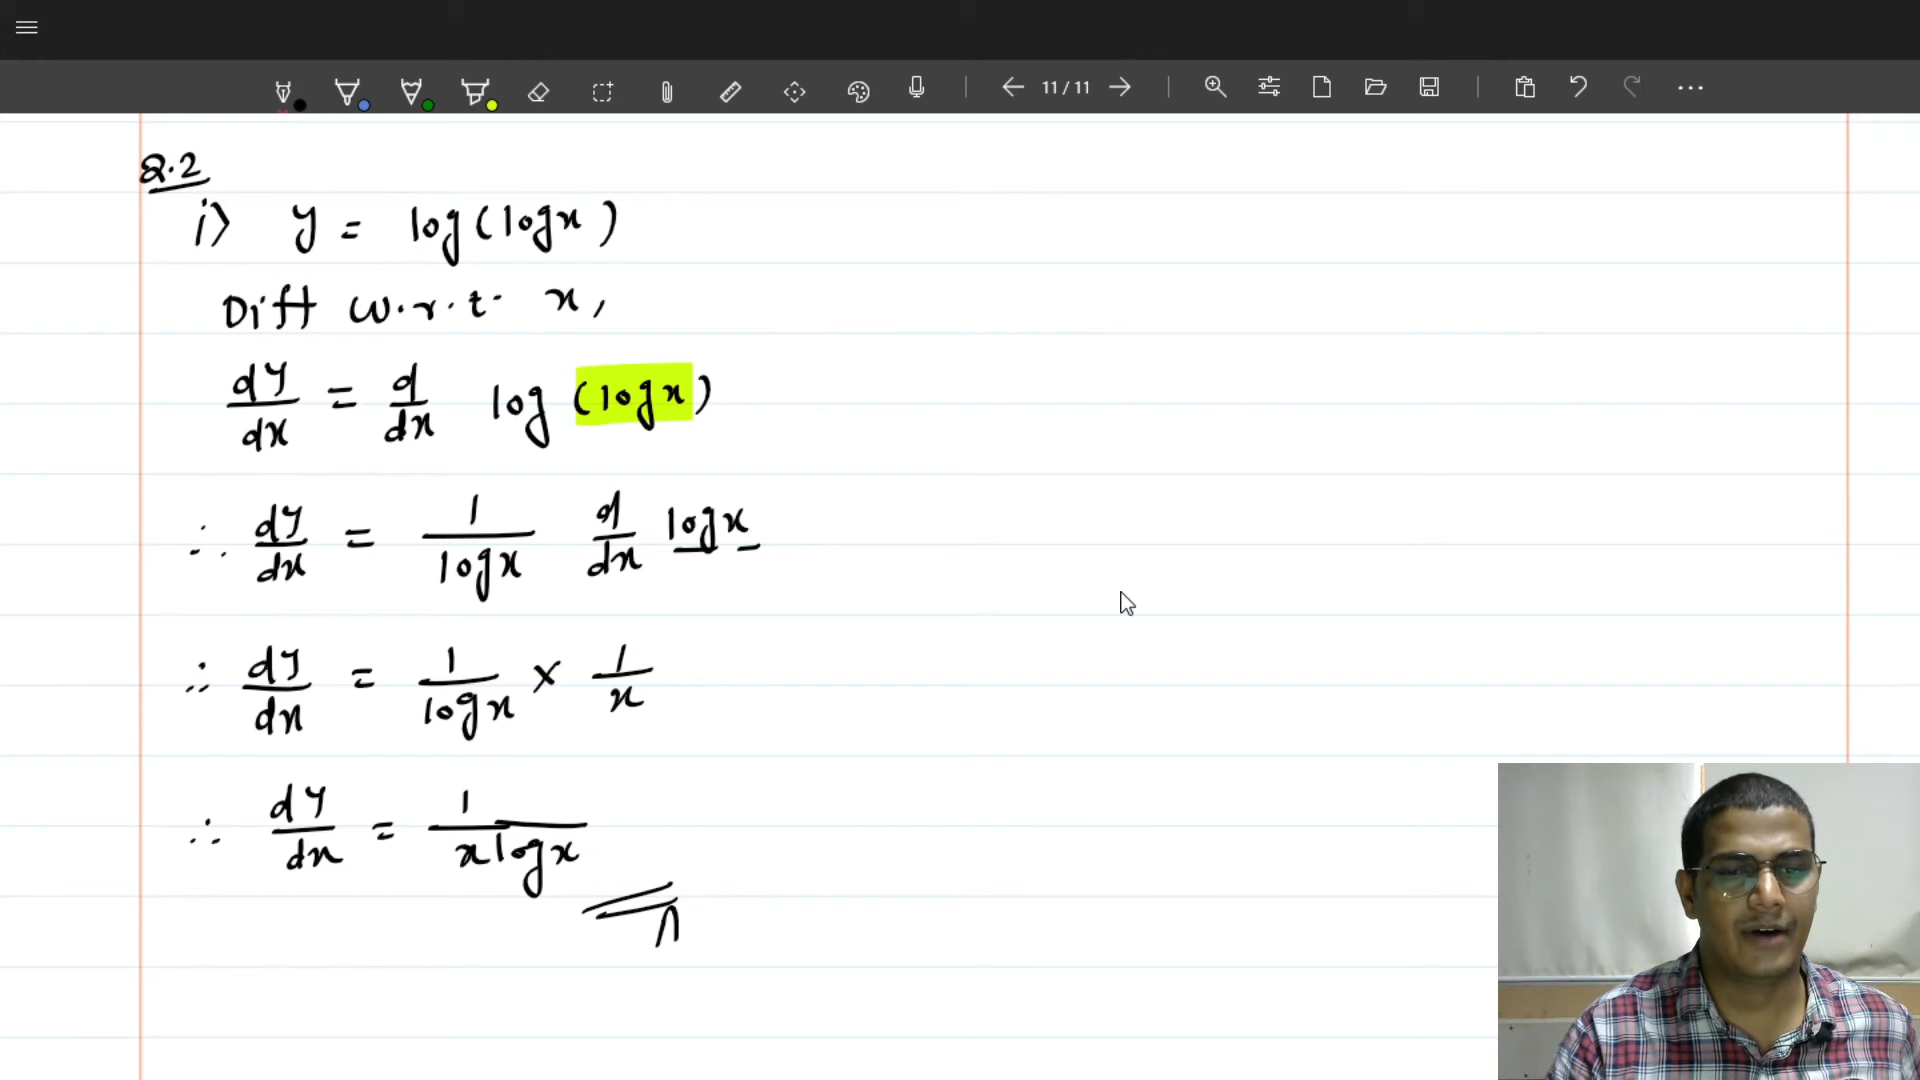 11 / 11
Q.2
i) y = log(logx)
Diff w.r.t. x,
dy/dx = d/dx log (logx)
∴ dy/dx = 1/logx d/dx logx
∴ dy/dx = 1/logx × 1/x
∴ dy/dx = 1/xlogx